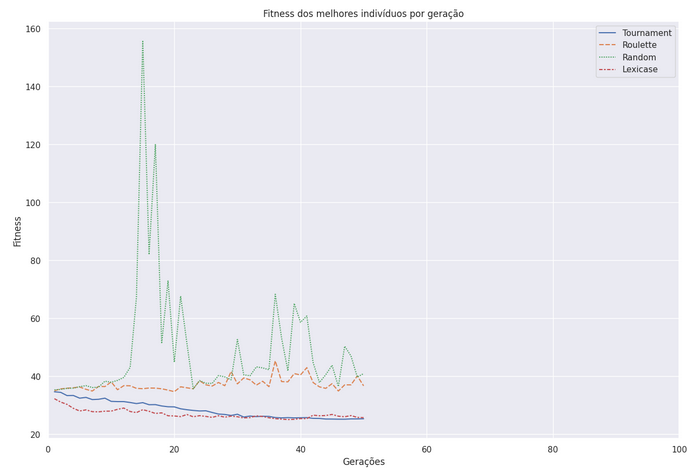 Fitness dos melhores indivíduos por geração
160
140
120
100
80
60
40
20
Fitness
Tournament
Roulette
Random
Lexicase
0 20 40 60 80 100
Gerações